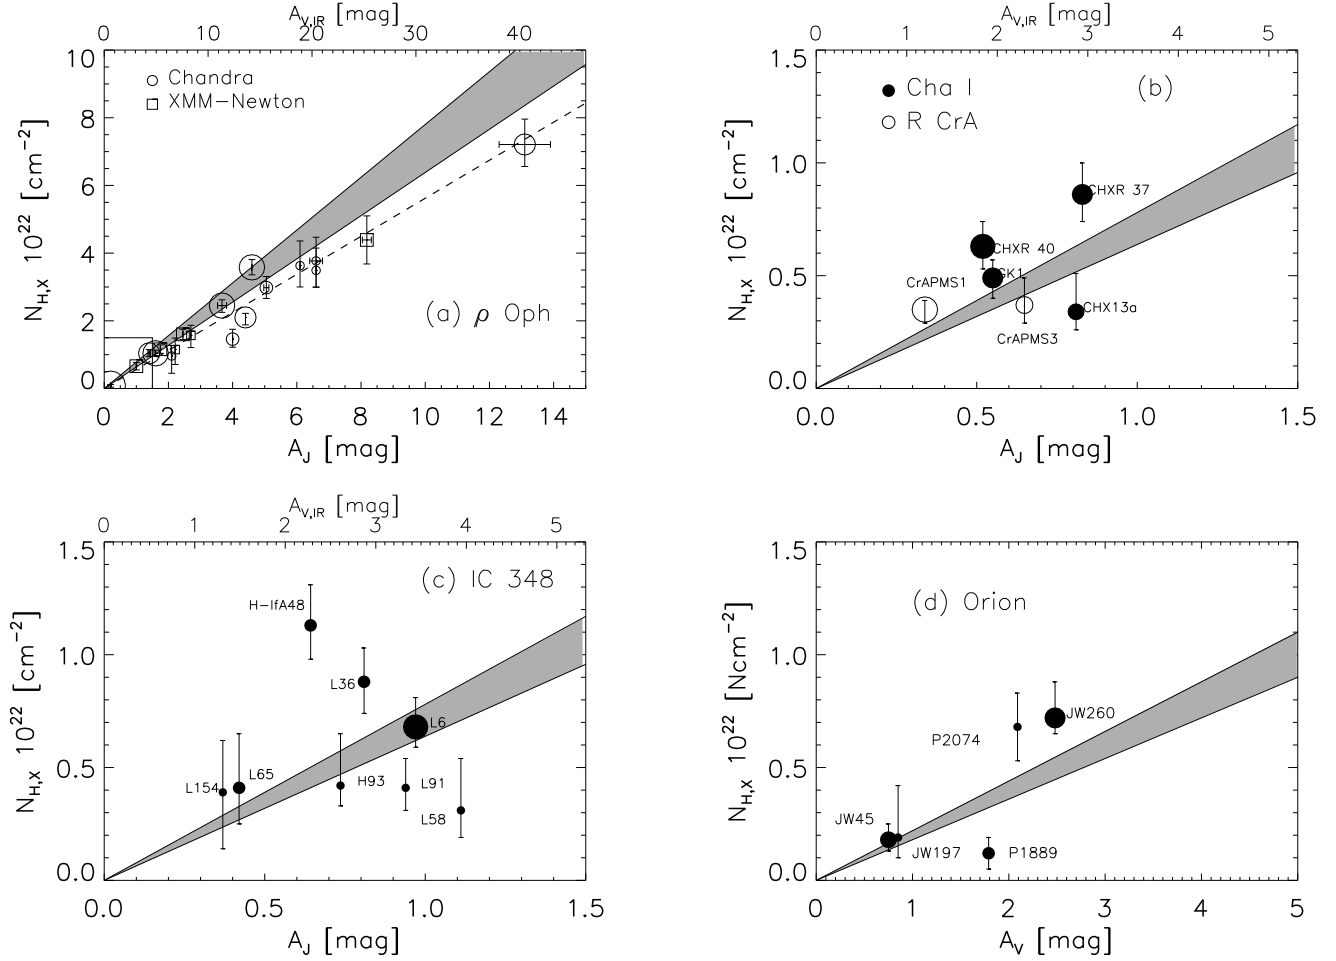 A_V,IR [mag]
0 10 20 30 40
10
8
6
4
2
0
N_H,X 10^22 [cm^−2]
Chandra
XMM−Newton
(a) ρ Oph
0 2 4 6 8 10 12 14
A_J [mag]
A_V,IR [mag]
0 1 2 3 4 5
1.5
1.0
0.5
0.0
N_H,X 10^22 [cm^−2]
Cha I
R CrA
(b)
CHXR 37
CHXR 40
CrAPMS1
CHX13a
CrAPMS3
0.0 0.5 1.0 1.5
A_J [mag]
A_V,IR [mag]
0 1 2 3 4 5
1.5
1.0
0.5
0.0
N_H,X 10^22 [cm^−2]
(c) IC 348
H−IfA48
L36
L6
L154
L65
H93
L91
L58
0.0 0.5 1.0 1.5
A_J [mag]
1.5
1.0
0.5
0.0
N_H,X 10^22 [Ncm^−2]
(d) Orion
P2074
JW260
JW45
JW197
P1889
0 1 2 3 4 5
A_V [mag]